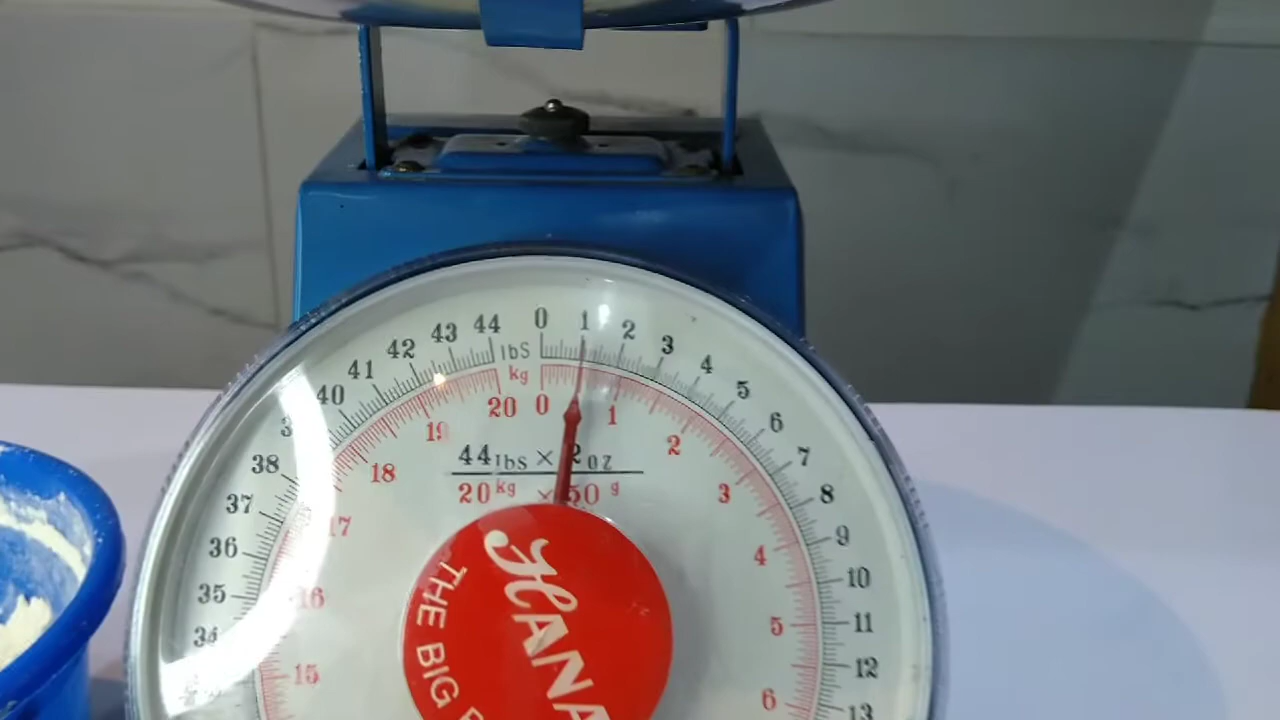 0 1 2 3 4 5 6 7 8 9 10 11 12 13
44 43 42 41 40 38 37 36 35 34
lbs
kg
20 0 1 2 3 4 5 6
19 18 17 16 15
44 lbs × 2 oz
20 kg × 50 g
HANA
THE BIG